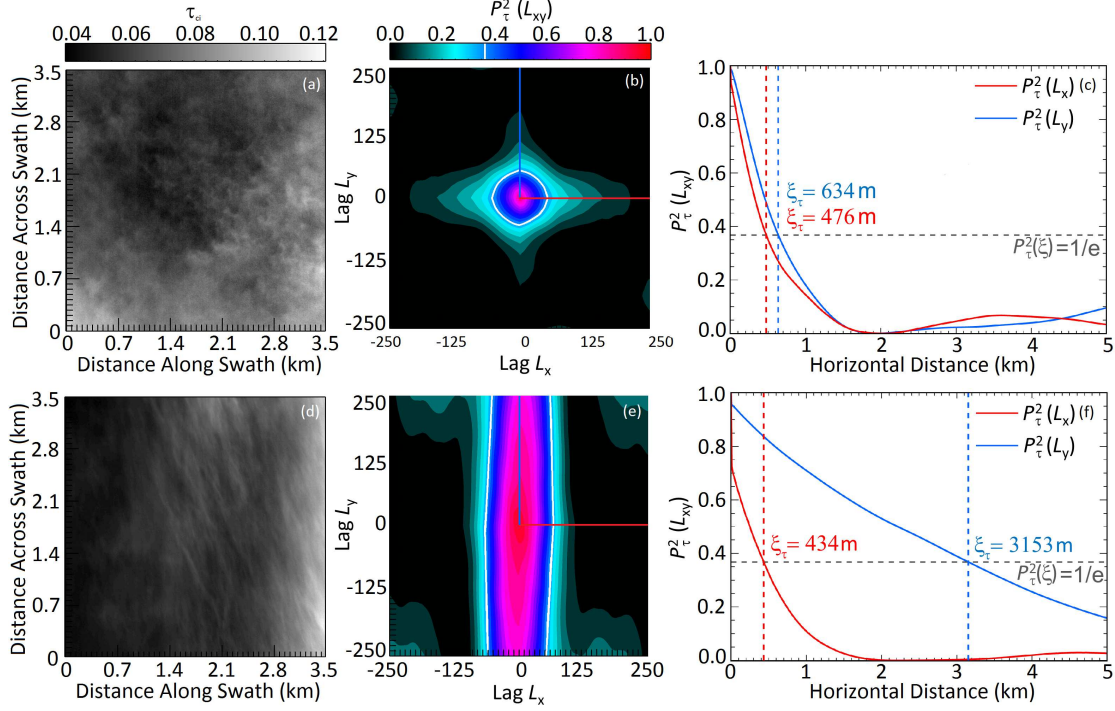 τci
0.04 0.06 0.08 0.10 0.12
P²τ (Lxy)
0.0 0.2 0.4 0.6 0.8 1.0
(a)
3.5
2.8
2.1
1.4
0.7
0
Distance Across Swath (km)
0 0.7 1.4 2.1 2.8 3.5
Distance Along Swath (km)
(b)
250
125
0
-125
-250
Lag Ly
-250 -125 0 125 250
Lag Lx
1.0
0.8
0.6
0.4
0.2
0.0
P²τ (Lxy)
P²τ (Lx) (c)
P²τ (Ly)
ξτ = 634 m
ξτ = 476 m
P²τ(ξ)=1/e
0 1 2 3 4 5
Horizontal Distance (km)
(d)
3.5
2.8
2.1
1.4
0.7
0
Distance Across Swath (km)
0 0.7 1.4 2.1 2.8 3.5
Distance Along Swath (km)
(e)
250
125
0
-125
-250
Lag Ly
-250 -125 0 125 250
Lag Lx
1.0
0.8
0.6
0.4
0.2
0.0
P²τ (Lxy)
P²τ (Lx) (f)
P²τ (Ly)
ξτ = 434 m
ξτ = 3153 m
P²τ(ξ)=1/e
0 1 2 3 4 5
Horizontal Distance (km)